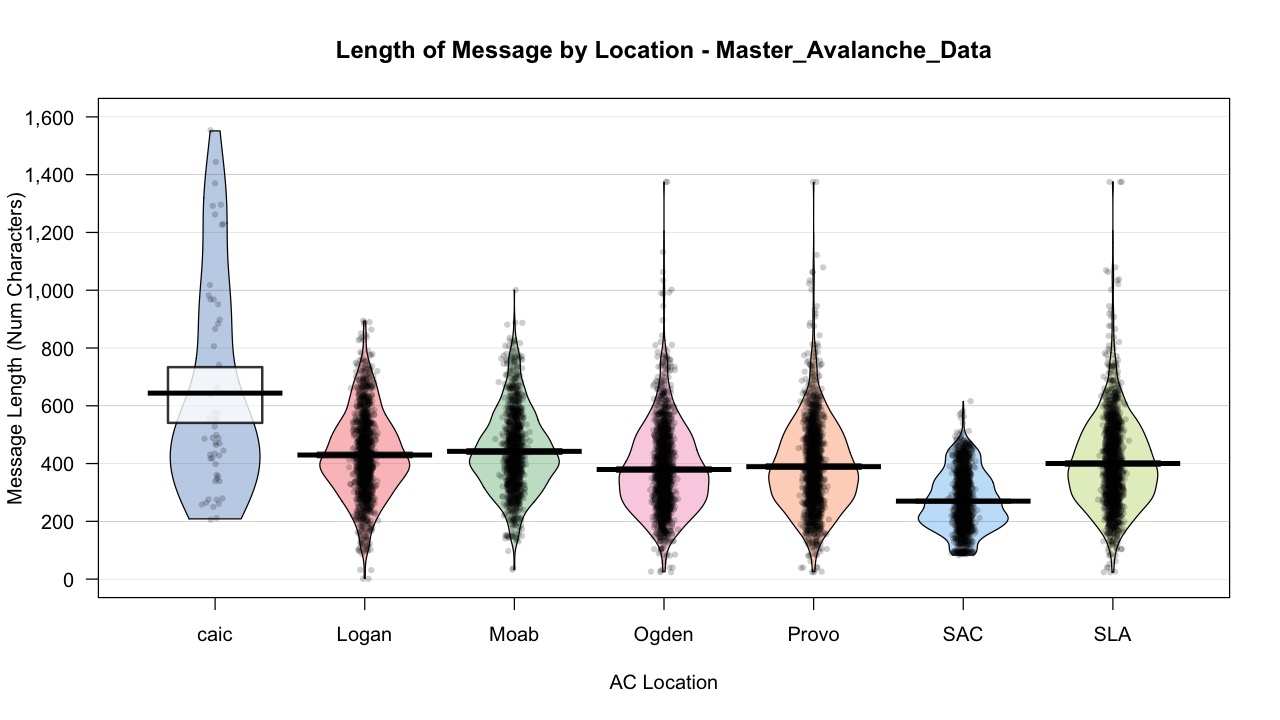 Length of Message by Location - Master_Avalanche_Data
Message Length (Num Characters)
1,600
1,400
1,200
1,000
800
600
400
200
0
caic Logan Moab Ogden Provo SAC SLA
AC Location